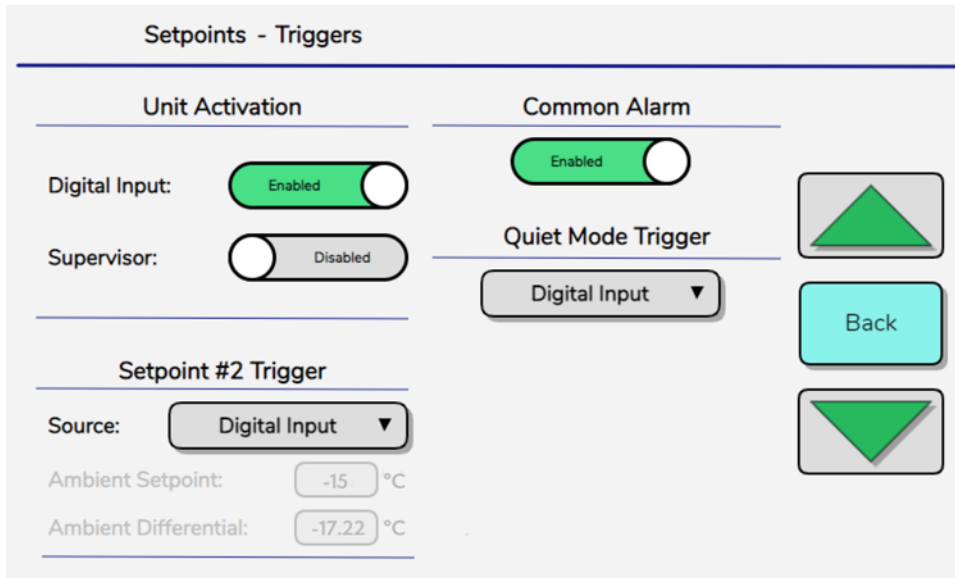 Setpoints - Triggers
Unit Activation
Digital Input: Enabled
Supervisor: Disabled
Setpoint #2 Trigger
Source: Digital Input ▼
Ambient Setpoint: -15 °C
Ambient Differential: -17.22 °C
Common Alarm
Enabled
Quiet Mode Trigger
Digital Input ▼
Back